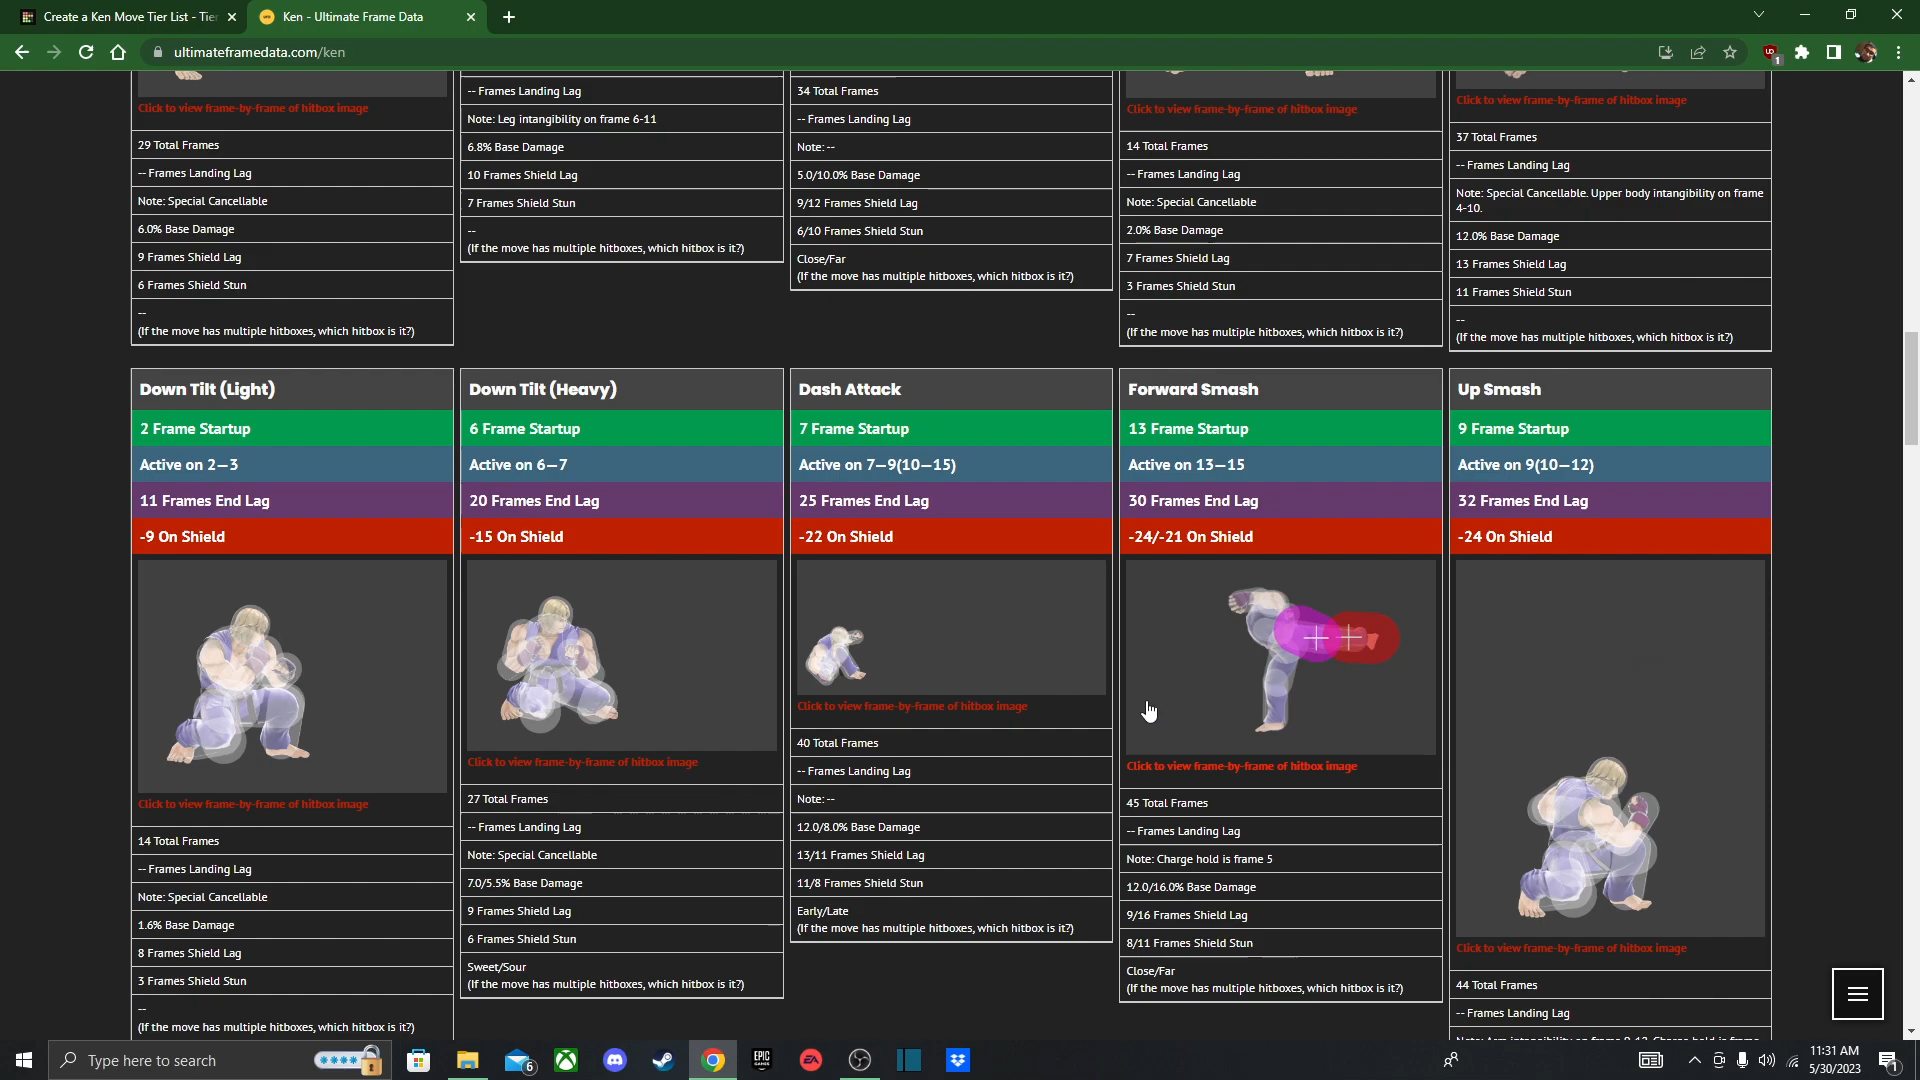 Create a Ken Move Tier List - Tier
Ken - Ultimate Frame Data
ultimateframedata.com/ken
1
Click to view frame-by-frame of hitbox image
29 Total Frames
-- Frames Landing Lag
Note: Special Cancellable
6.0% Base Damage
9 Frames Shield Lag
6 Frames Shield Stun
--
(If the move has multiple hitboxes, which hitbox is it?)
-- Frames Landing Lag
Note: Leg intangibility on frame 6-11
6.8% Base Damage
10 Frames Shield Lag
7 Frames Shield Stun
--
(If the move has multiple hitboxes, which hitbox is it?)
34 Total Frames
-- Frames Landing Lag
Note: --
5.0/10.0% Base Damage
9/12 Frames Shield Lag
6/10 Frames Shield Stun
Close/Far
(If the move has multiple hitboxes, which hitbox is it?)
Click to view frame-by-frame of hitbox image
14 Total Frames
-- Frames Landing Lag
Note: Special Cancellable
2.0% Base Damage
7 Frames Shield Lag
3 Frames Shield Stun
--
(If the move has multiple hitboxes, which hitbox is it?)
Click to view frame-by-frame of hitbox image
37 Total Frames
-- Frames Landing Lag
Note: Special Cancellable. Upper body intangibility on frame
4-10.
12.0% Base Damage
13 Frames Shield Lag
11 Frames Shield Stun
--
(If the move has multiple hitboxes, which hitbox is it?)
Down Tilt (Light)
2 Frame Startup
Active on 2—3
11 Frames End Lag
-9 On Shield
Click to view frame-by-frame of hitbox image
14 Total Frames
-- Frames Landing Lag
Note: Special Cancellable
1.6% Base Damage
8 Frames Shield Lag
3 Frames Shield Stun
--
(If the move has multiple hitboxes, which hitbox is it?)
Down Tilt (Heavy)
6 Frame Startup
Active on 6—7
20 Frames End Lag
-15 On Shield
Click to view frame-by-frame of hitbox image
27 Total Frames
-- Frames Landing Lag
Note: Special Cancellable
7.0/5.5% Base Damage
9 Frames Shield Lag
6 Frames Shield Stun
Sweet/Sour
(If the move has multiple hitboxes, which hitbox is it?)
Dash Attack
7 Frame Startup
Active on 7—9(10—15)
25 Frames End Lag
-22 On Shield
Click to view frame-by-frame of hitbox image
40 Total Frames
-- Frames Landing Lag
Note: --
12.0/8.0% Base Damage
13/11 Frames Shield Lag
11/8 Frames Shield Stun
Early/Late
(If the move has multiple hitboxes, which hitbox is it?)
Forward Smash
13 Frame Startup
Active on 13—15
30 Frames End Lag
-24/-21 On Shield
Click to view frame-by-frame of hitbox image
45 Total Frames
-- Frames Landing Lag
Note: Charge hold is frame 5
12.0/16.0% Base Damage
9/16 Frames Shield Lag
8/11 Frames Shield Stun
Close/Far
(If the move has multiple hitboxes, which hitbox is it?)
Up Smash
9 Frame Startup
Active on 9(10—12)
32 Frames End Lag
-24 On Shield
Click to view frame-by-frame of hitbox image
44 Total Frames
-- Frames Landing Lag
Type here to search
6
EPIC
GAMES
EA
11:31 AM
5/30/2023
1